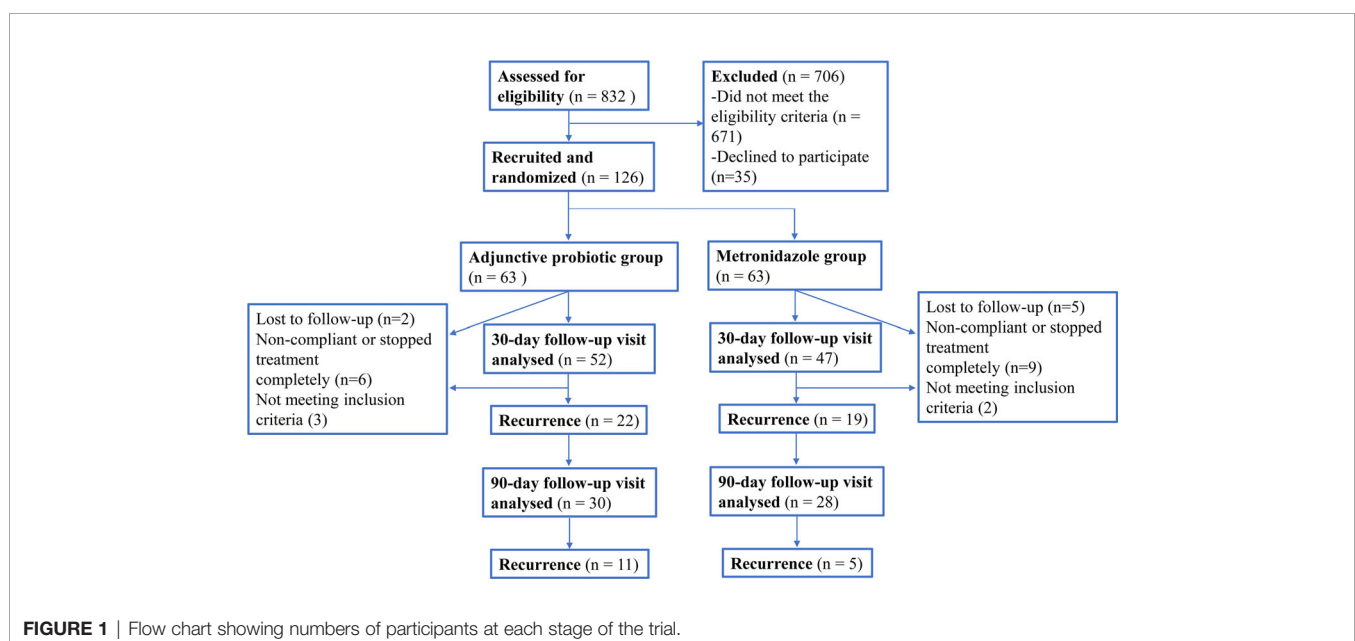 Assessed for
eligibility (n = 832 )
Excluded (n = 706)
-Did not meet the
eligibility criteria (n =
671)
-Declined to participate
(n=35)
Recruited and
randomized (n = 126)
Adjunctive probiotic group
(n = 63 )
Metronidazole group
(n = 63)
Lost to follow-up (n=2)
Non-compliant or stopped
treatment
completely (n=6)
Not meeting inclusion
criteria (3)
30-day follow-up visit
analysed (n = 52)
30-day follow-up visit
analysed (n = 47)
Lost to follow-up (n=5)
Non-compliant or stopped
treatment
completely (n=9)
Not meeting inclusion
criteria (2)
Recurrence (n = 22)
Recurrence (n = 19)
90-day follow-up visit
analysed (n = 30)
90-day follow-up visit
analysed (n = 28)
Recurrence (n = 11)
Recurrence (n = 5)
FIGURE 1 | Flow chart showing numbers of participants at each stage of the trial.